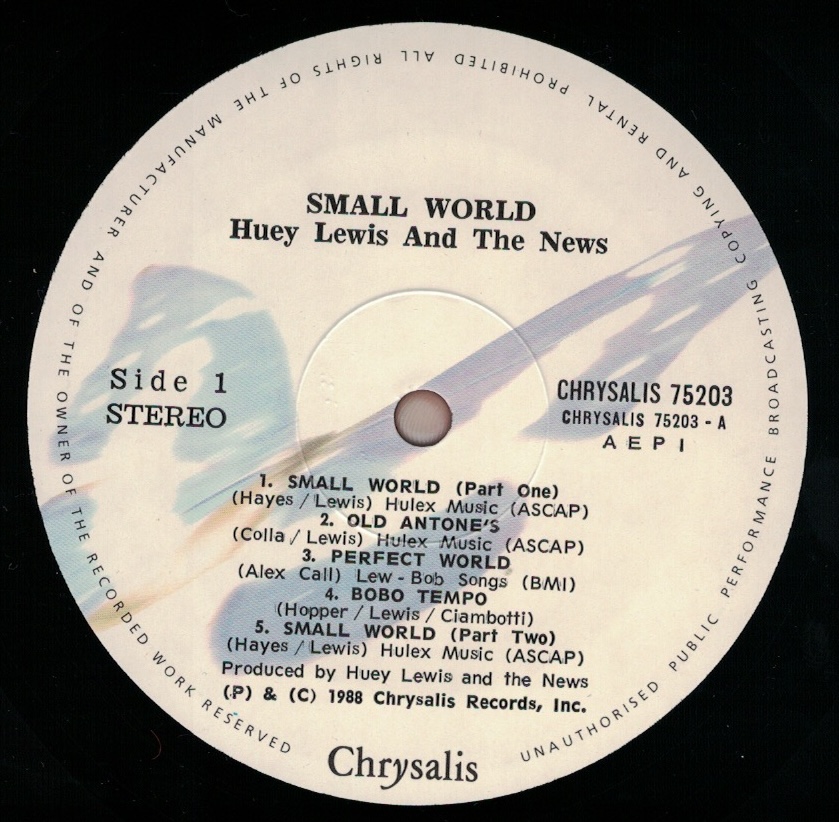 SMALL WORLD
Huey Lewis And The News
Side 1
STEREO
CHRYSALIS 75203
CHRYSALIS 75203 - A
A E P I
1. SMALL WORLD (Part One)
(Hayes / Lewis) Hulex Music (ASCAP)
2. OLD ANTONE'S
(Colla / Lewis) Hulex Music (ASCAP)
3. PERFECT WORLD
(Alex Call) Lew - Bob Songs (BMI)
4. BOBO TEMPO
(Hopper / Lewis / Ciambotti)
5. SMALL WORLD (Part Two)
(Hayes / Lewis) Hulex Music (ASCAP)
Produced by Huey Lewis and the News
(P) & (C) 1988 Chrysalis Records, Inc.
Chrysalis
ALL RIGHTS OF THE MANUFACTURER AND OF THE OWNER OF THE RECORDED WORK RESERVED UNAUTHORISED PUBLIC PERFORMANCE BROADCASTING COPYING AND RENTAL PROHIBITED